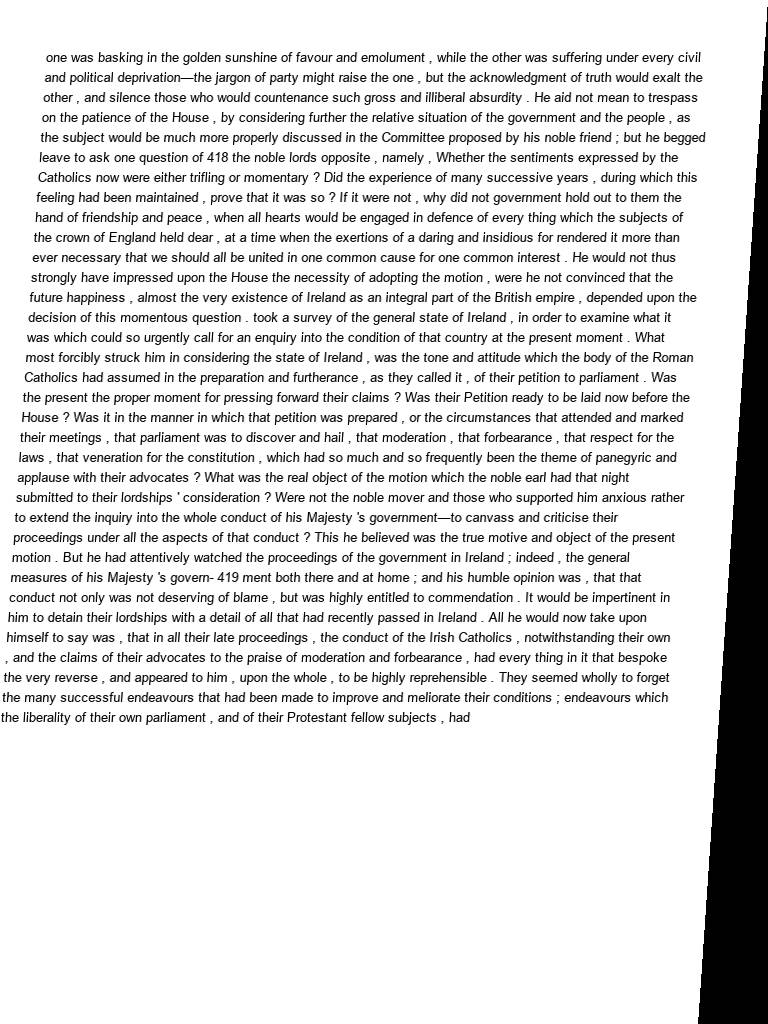 one was basking in the golden sunshine of favour and emolument , while the other was suffering under every civil
and political deprivation—the jargon of party might raise the one , but the acknowledgment of truth would exalt the
other , and silence those who would countenance such gross and illiberal absurdity . He aid not mean to trespass
on the patience of the House , by considering further the relative situation of the government and the people , as
the subject would be much more properly discussed in the Committee proposed by his noble friend ; but he begged
leave to ask one question of 418 the noble lords opposite , namely , Whether the sentiments expressed by the
Catholics now were either trifling or momentary ? Did the experience of many successive years , during which this
feeling had been maintained , prove that it was so ? If it were not , why did not government hold out to them the
hand of friendship and peace , when all hearts would be engaged in defence of every thing which the subjects of
the crown of England held dear , at a time when the exertions of a daring and insidious for rendered it more than
ever necessary that we should all be united in one common cause for one common interest . He would not thus
strongly have impressed upon the House the necessity of adopting the motion , were he not convinced that the
future happiness , almost the very existence of Ireland as an integral part of the British empire , depended upon the
decision of this momentous question . took a survey of the general state of Ireland , in order to examine what it
was which could so urgently call for an enquiry into the condition of that country at the present moment . What
most forcibly struck him in considering the state of Ireland , was the tone and attitude which the body of the Roman
Catholics had assumed in the preparation and furtherance , as they called it , of their petition to parliament . Was
the present the proper moment for pressing forward their claims ? Was their Petition ready to be laid now before the
House ? Was it in the manner in which that petition was prepared , or the circumstances that attended and marked
their meetings , that parliament was to discover and hail , that moderation , that forbearance , that respect for the
laws , that veneration for the constitution , which had so much and so frequently been the theme of panegyric and
applause with their advocates ? What was the real object of the motion which the noble earl had that night
submitted to their lordships ' consideration ? Were not the noble mover and those who supported him anxious rather
to extend the inquiry into the whole conduct of his Majesty 's government—to canvass and criticise their
proceedings under all the aspects of that conduct ? This he believed was the true motive and object of the present
motion . But he had attentively watched the proceedings of the government in Ireland ; indeed , the general
measures of his Majesty 's govern- 419 ment both there and at home ; and his humble opinion was , that that
conduct not only was not deserving of blame , but was highly entitled to commendation . It would be impertinent in
him to detain their lordships with a detail of all that had recently passed in Ireland . All he would now take upon
himself to say was , that in all their late proceedings , the conduct of the Irish Catholics , notwithstanding their own
, and the claims of their advocates to the praise of moderation and forbearance , had every thing in it that bespoke
the very reverse , and appeared to him , upon the whole , to be highly reprehensible . They seemed wholly to forget
the many successful endeavours that had been made to improve and meliorate their conditions ; endeavours which
the liberality of their own parliament , and of their Protestant fellow subjects , had